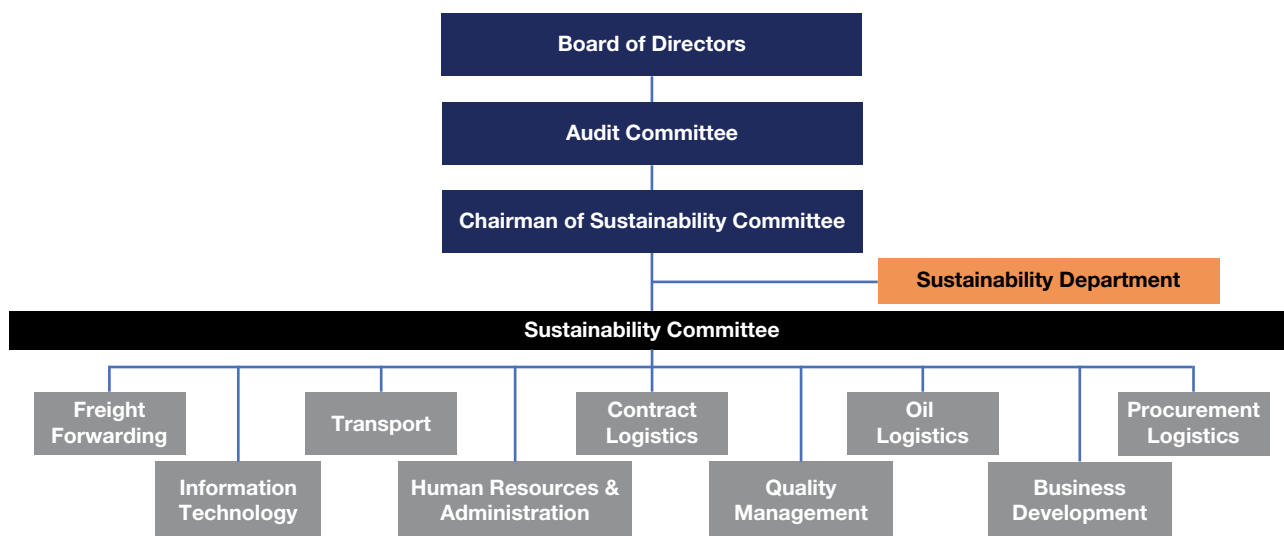 Board of Directors
Audit Committee
Chairman of Sustainability Committee
Sustainability Department
Sustainability Committee
Freight
Forwarding
Transport
Contract
Logistics
Oil
Logistics
Procurement
Logistics
Information
Technology
Human Resources &
Administration
Quality
Management
Business
Development